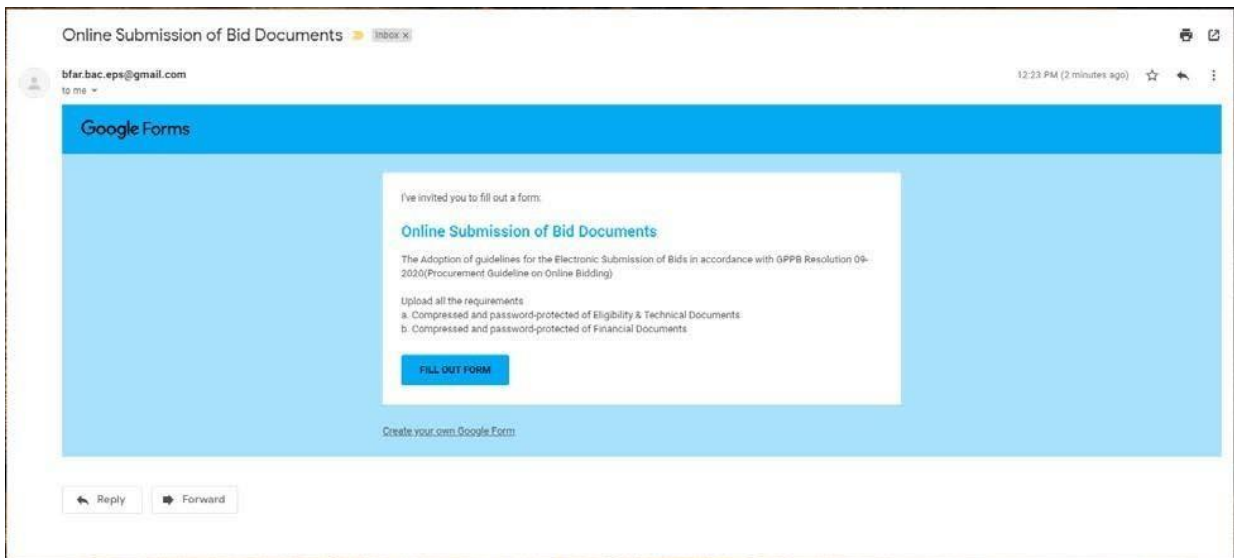 Online Submission of Bid Documents Inbox x
bfar.bac.eps@gmail.com 12:23 PM (2 minutes ago)
to me
Google Forms
I've invited you to fill out a form:
Online Submission of Bid Documents
The Adoption of guidelines for the Electronic Submission of Bids in accordance with GPPB Resolution 09-
2020(Procurement Guideline on Online Bidding)
Upload all the requirements
a. Compressed and password-protected of Eligibility & Technical Documents
b. Compressed and password-protected of Financial Documents
FILL OUT FORM
Create your own Google Form
Reply Forward